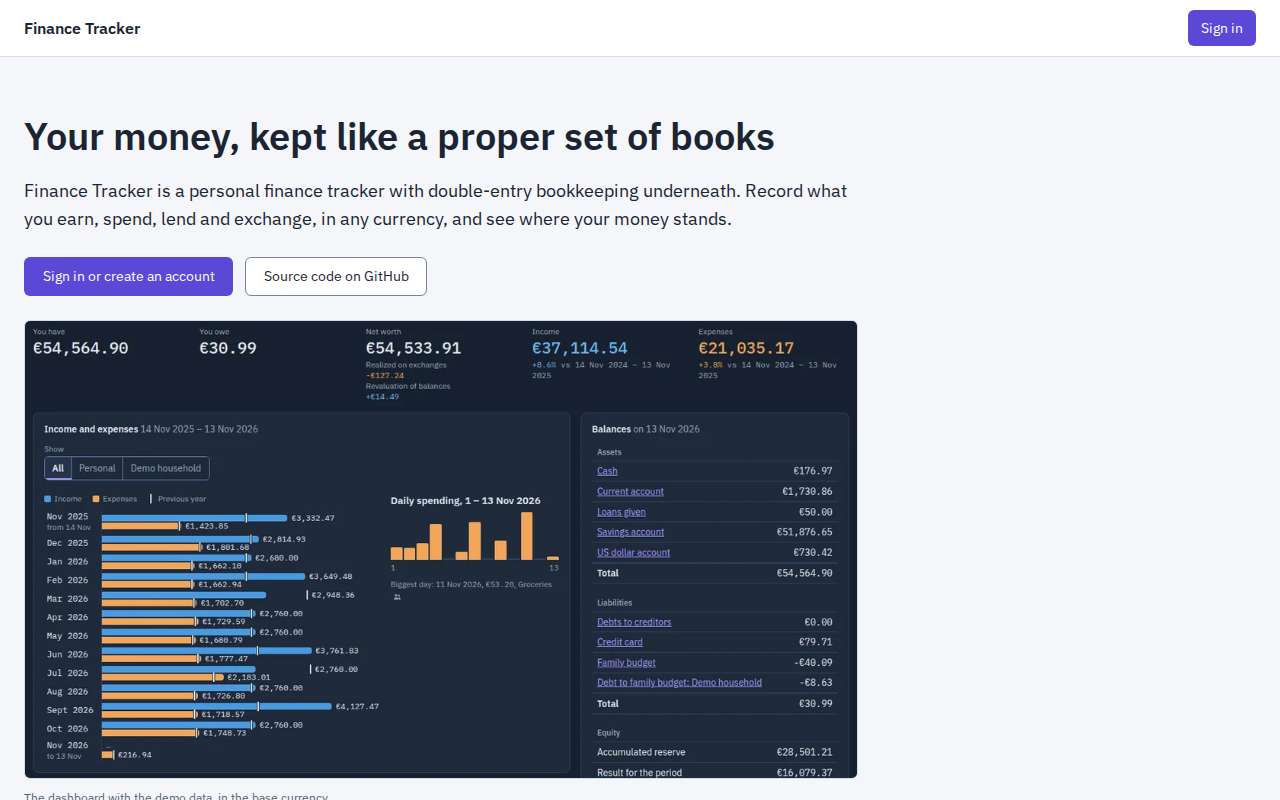 Finance Tracker
Sign in
Your money, kept like a proper set of books
Finance Tracker is a personal finance tracker with double-entry bookkeeping underneath. Record what
you earn, spend, lend and exchange, in any currency, and see where your money stands.
Sign in or create an account
Source code on GitHub
You have
€54,564.90
You owe
€30.99
Net worth
€54,533.91
Realized on exchanges
-€127.24
Revaluation of balances
+€14.49
Income
€37,114.54
+8.6% vs 14 Nov 2024 – 13 Nov
2025
Expenses
€21,035.17
+3.8% vs 14 Nov 2024 – 13 Nov
2025
Income and expenses 14 Nov 2025 – 13 Nov 2026
Show
All Personal Demo household
Income Expenses Previous year
Nov 2025 €3,332.47
from 14 Nov €1,423.85
Dec 2025 €2,814.93
€1,801.68
Jan 2026 €2,680.00
€1,662.10
Feb 2026 €3,649.48
€1,662.94
Mar 2026 €2,948.36
€1,702.70
Apr 2026 €2,760.00
€1,729.59
May 2026 €2,760.00
€1,680.79
Jun 2026 €3,761.83
€1,777.47
Jul 2026 €2,760.00
€2,183.01
Aug 2026 €2,760.00
€1,726.80
Sept 2026 €4,127.47
€1,718.57
Oct 2026 €2,760.00
€1,748.73
Nov 2026 –
to 13 Nov €216.94
Daily spending, 1 – 13 Nov 2026
1 13
Biggest day: 11 Nov 2026, €53.20, Groceries
Balances on 13 Nov 2026
Assets
Cash €176.97
Current account €1,730.86
Loans given €50.00
Savings account €51,876.65
US dollar account €730.42
Total €54,564.90
Liabilities
Debts to creditors €0.00
Credit card €79.71
Family budget -€40.09
Debt to family budget: Demo household -€8.63
Total €30.99
Equity
Accumulated reserve €28,501.21
Result for the period €16,079.37
The dashboard with the demo data, in the base currency.